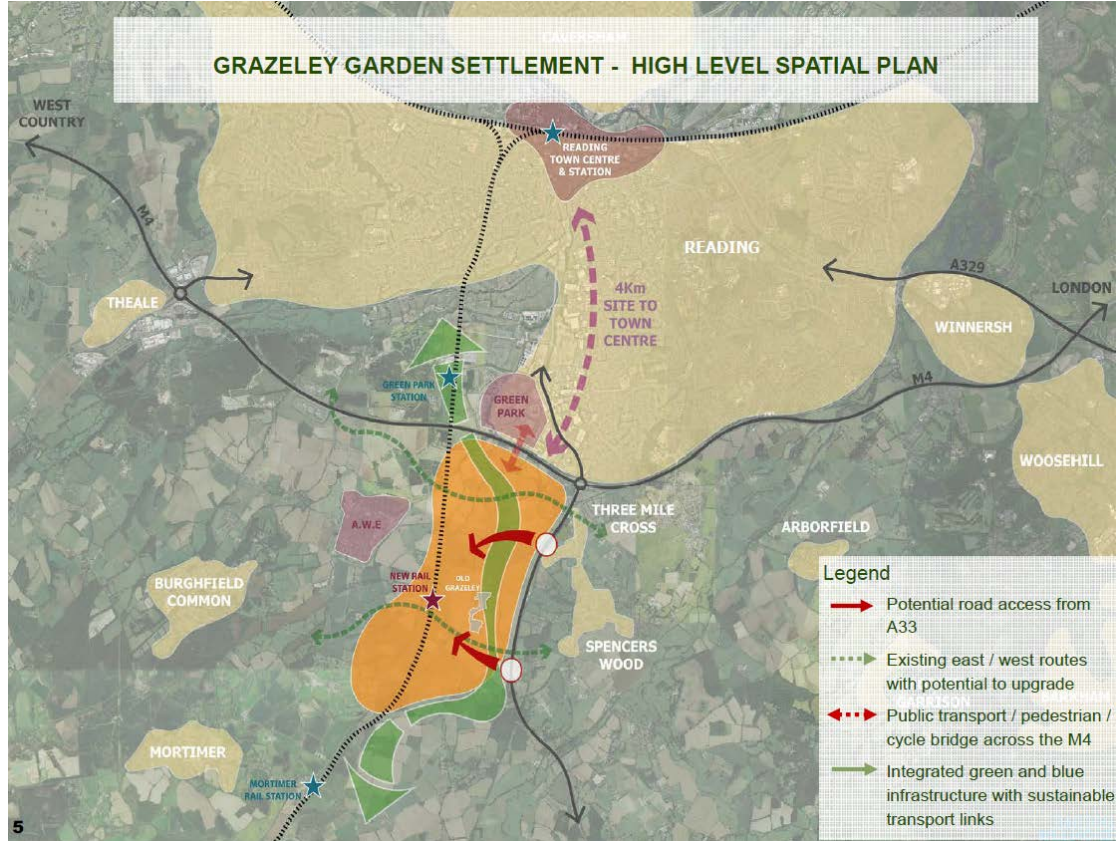 CAVERSHAM
GRAZELEY GARDEN SETTLEMENT - HIGH LEVEL SPATIAL PLAN
WEST
COUNTRY
READING
TOWN CENTRE
& STATION
M4
READING
A329
LONDON
THEALE
4Km
SITE TO
TOWN
CENTRE
WINNERSH
GREEN PARK
STATION
GREEN
PARK
M4
WOOSEHILL
A.W.E
THREE MILE
CROSS
ARBORFIELD
BURGHFIELD
COMMON
NEW RAIL
STATION
OLD
GRAZELEY
SPENCERS
WOOD
MORTIMER
MORTIMER
RAIL STATION
Legend
Potential road access from
A33
Existing east / west routes
with potential to upgrade
GARRISON
Public transport / pedestrian /
cycle bridge across the M4
Integrated green and blue
infrastructure with sustainable
transport links
5